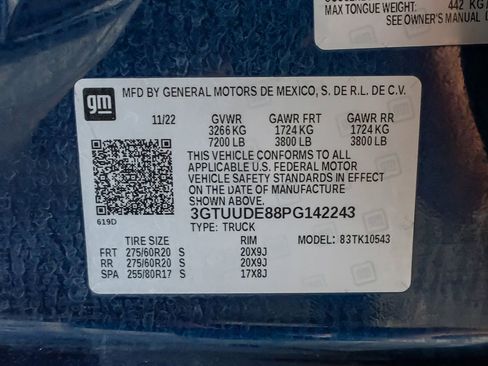 442 KG
MAX TONGUE WEIGHT:
SEE OWNER'S MANUAL
gm
MFD BY GENERAL MOTORS DE MEXICO, S. DE R.L. DE C.V.
11/22 GVWR GAWR FRT GAWR RR
3266 KG 1724 KG 1724 KG
7200 LB 3800 LB 3800 LB
THIS VEHICLE CONFORMS TO ALL
APPLICABLE U.S. FEDERAL MOTOR
VEHICLE SAFETY STANDARDS IN EFFECT
ON THE DATE OF MANUFACTURE
SHOWN ABOVE.
619D
3GTUUDE88PG142243
TYPE: TRUCK MODEL: 83TK10543
TIRE SIZE RIM
FRT 275/60R20 S 20X9J
RR 275/60R20 S 20X9J
SPA 255/80R17 S 17X8J